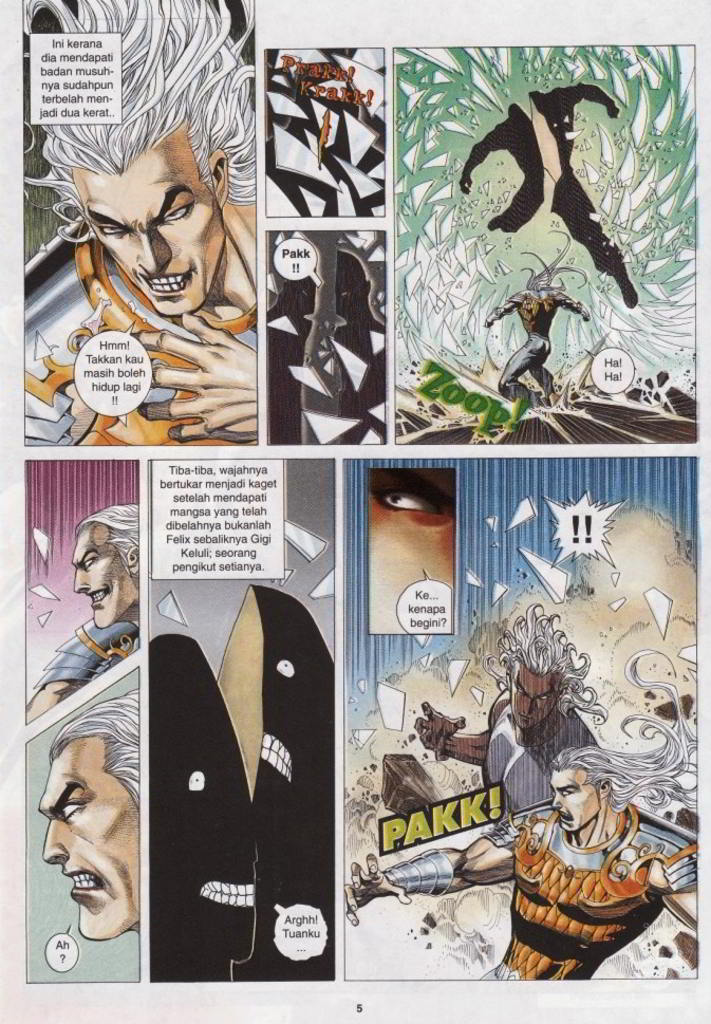 Ini kerana
dia mendapati
badan musuh-
nya sudahpun
terbelah men-
jadi dua kerat..
Hmm!
Takkan kau
masih boleh
hidup lagi
!!
Prakk!
Krakk!
Pakk
!!
Zoop!
Ha!
Ha!
Ah
?
Tiba-tiba, wajahnya
bertukar menjadi kaget
setelah mendapati
mangsa yang telah
dibelahnya bukanlah
Felix sebaliknya Gigi
Keluli; seorang
pengikut setianya.
Arghh!
Tuanku
...
Ke...
kenapa
begini?
!!
PAKK!
5